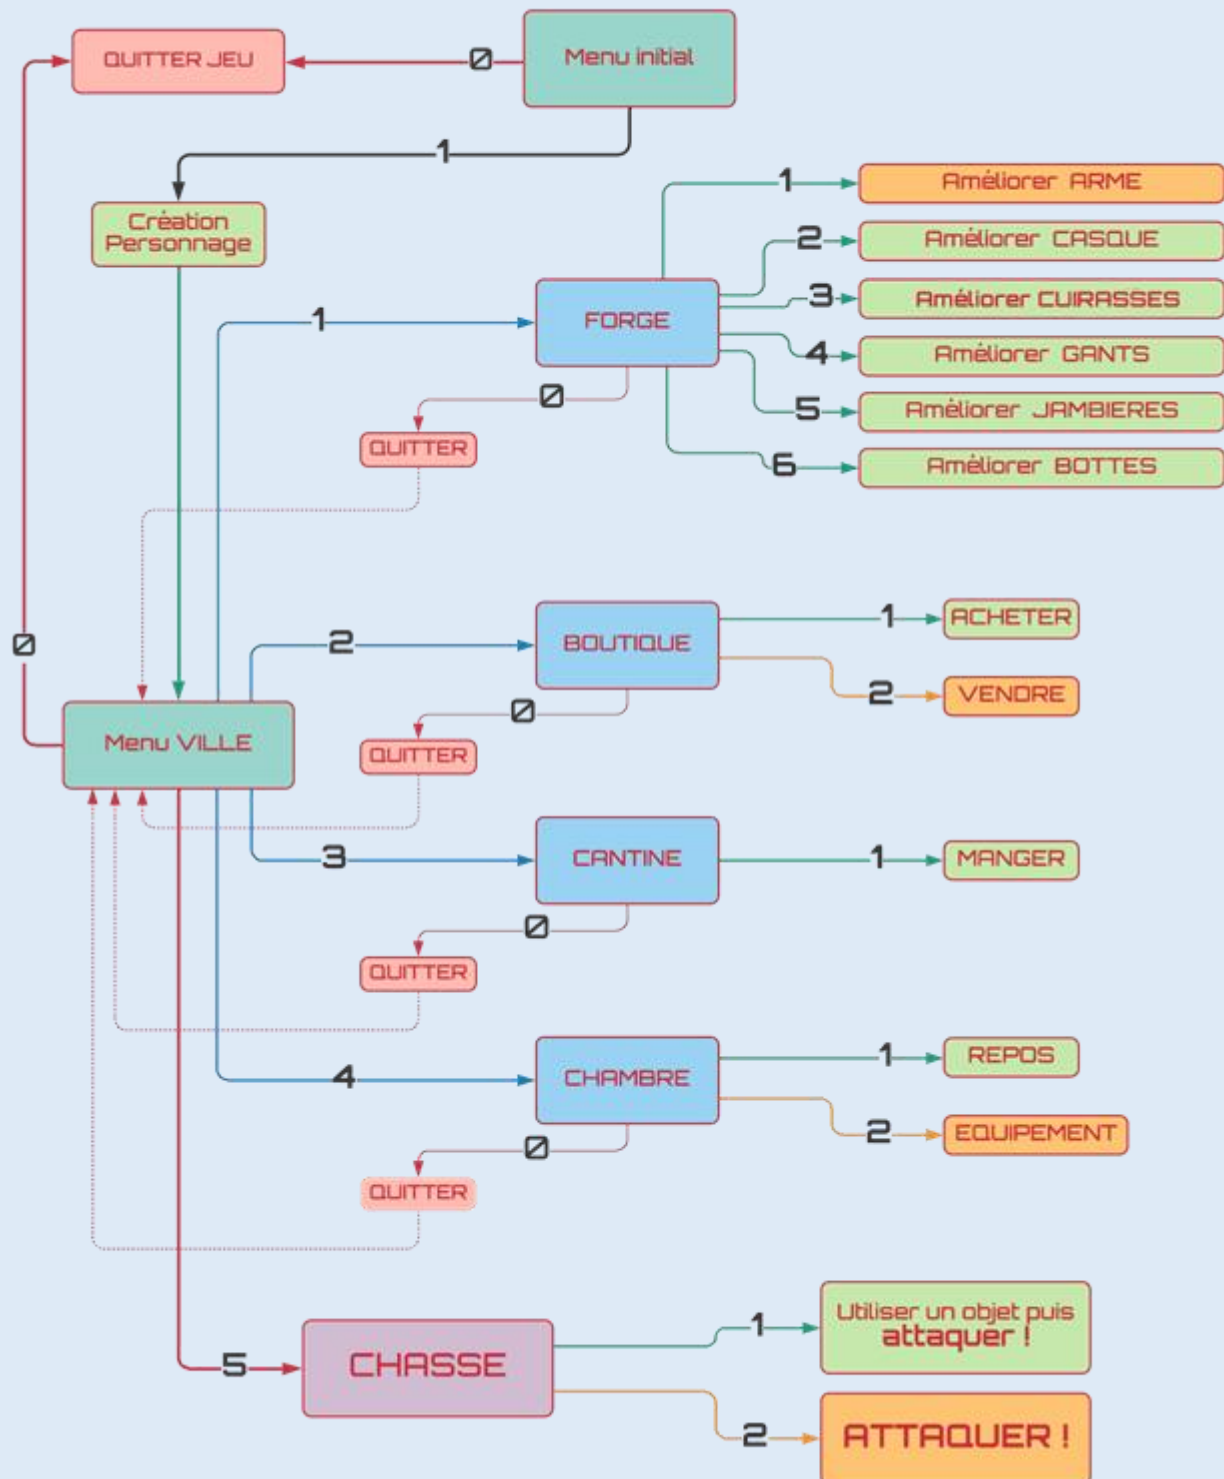 QUITTER JEU
0
Menu initial
1
Création
Personnage
1
Améliorer ARME
2
Améliorer CASQUE
1
FORGE
3
Améliorer CUIRASSES
4
Améliorer GANTS
0
5
Améliorer JAMBIERES
QUITTER
6
Améliorer BOTTES
0
2
BOUTIQUE
1
ACHETER
2
VENDRE
0
Menu VILLE
QUITTER
3
CANTINE
1
MANGER
0
QUITTER
4
CHAMBRE
1
REPOS
2
EQUIPEMENT
0
QUITTER
5
CHASSE
1
Utiliser un objet puis
attaquer !
2
ATTAQUER !